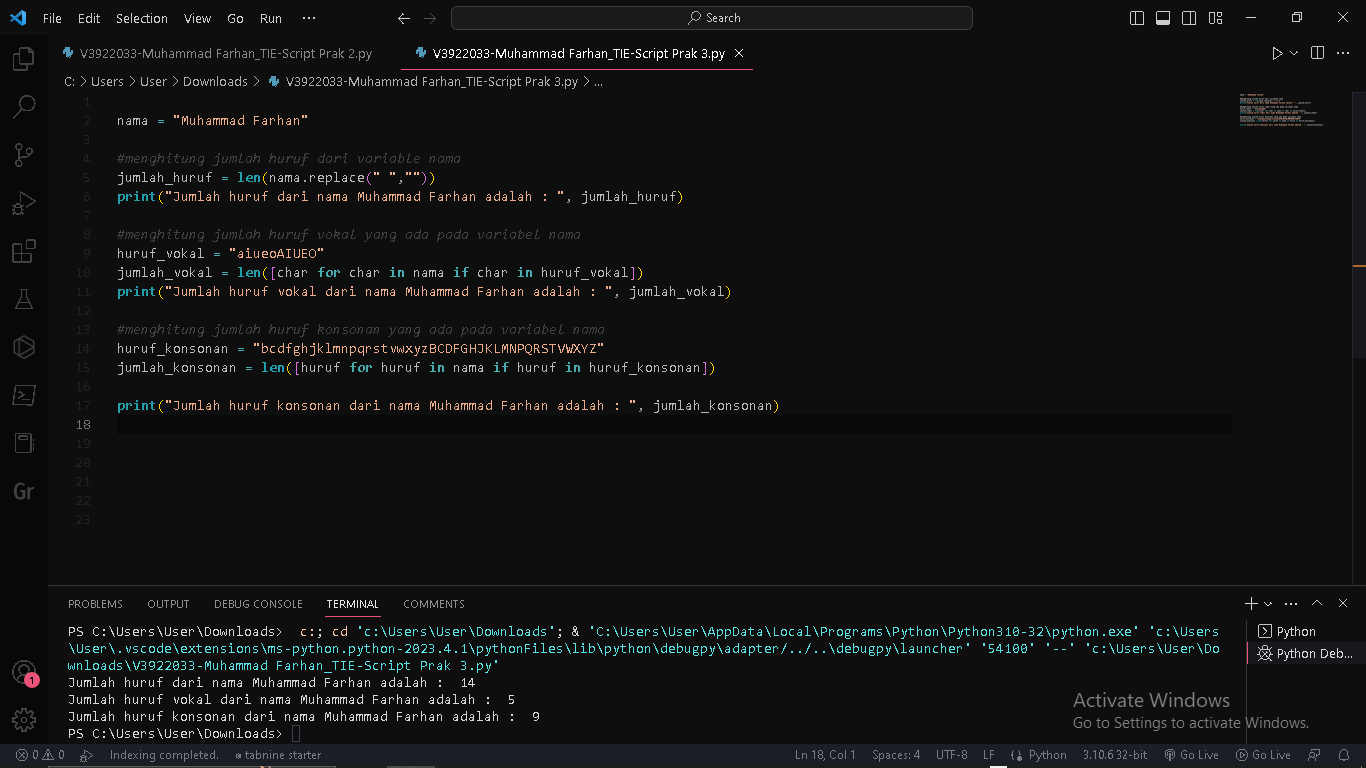 File Edit Selection View Go Run ··· Search
V3922033-Muhammad Farhan_TIE-Script Prak 2.py V3922033-Muhammad Farhan_TIE-Script Prak 3.py
C: > Users > User > Downloads > V3922033-Muhammad Farhan_TIE-Script Prak 3.py > ...
1
2 nama = "Muhammad Farhan"
3
4 #menghitung jumlah huruf dari variable nama
5 jumlah_huruf = len(nama.replace(" ",""))
6 print("Jumlah huruf dari nama Muhammad Farhan adalah : ", jumlah_huruf)
7
8 #menghitung jumlah huruf vokal yang ada pada variabel nama
9 huruf_vokal = "aiueoAIUEO"
10 jumlah_vokal = len([char for char in nama if char in huruf_vokal])
11 print("Jumlah huruf vokal dari nama Muhammad Farhan adalah : ", jumlah_vokal)
12
13 #menghitung jumlah huruf konsonan yang ada pada variabel nama
14 huruf_konsonan = "bcdfghjklmnpqrstvwxyzBCDFGHJKLMNPQRSTVWXYZ"
15 jumlah_konsonan = len([huruf for huruf in nama if huruf in huruf_konsonan])
16
17 print("Jumlah huruf konsonan dari nama Muhammad Farhan adalah : ", jumlah_konsonan)
18
19
20
21
22
23
Gr
1
PROBLEMS OUTPUT DEBUG CONSOLE TERMINAL COMMENTS
PS C:\Users\User\Downloads>  c:; cd 'c:\Users\User\Downloads'; & 'C:\Users\User\AppData\Local\Programs\Python\Python310-32\python.exe' 'c:\Users
\User\.vscode\extensions\ms-python.python-2023.4.1\pythonFiles\lib\python\debugpy\adapter/../..\debugpy\launcher' '54100' '--' 'c:\Users\User\Do
wnloads\V3922033-Muhammad Farhan_TIE-Script Prak 3.py'
Jumlah huruf dari nama Muhammad Farhan adalah :  14
Jumlah huruf vokal dari nama Muhammad Farhan adalah :  5
Jumlah huruf konsonan dari nama Muhammad Farhan adalah :  9
PS C:\Users\User\Downloads>
Python
Python Deb...
Activate Windows
Go to Settings to activate Windows.
0 0 Indexing completed. tabnine starter Ln 18, Col 1 Spaces: 4 UTF-8 LF Python 3.10.6 32-bit Go Live Go Live